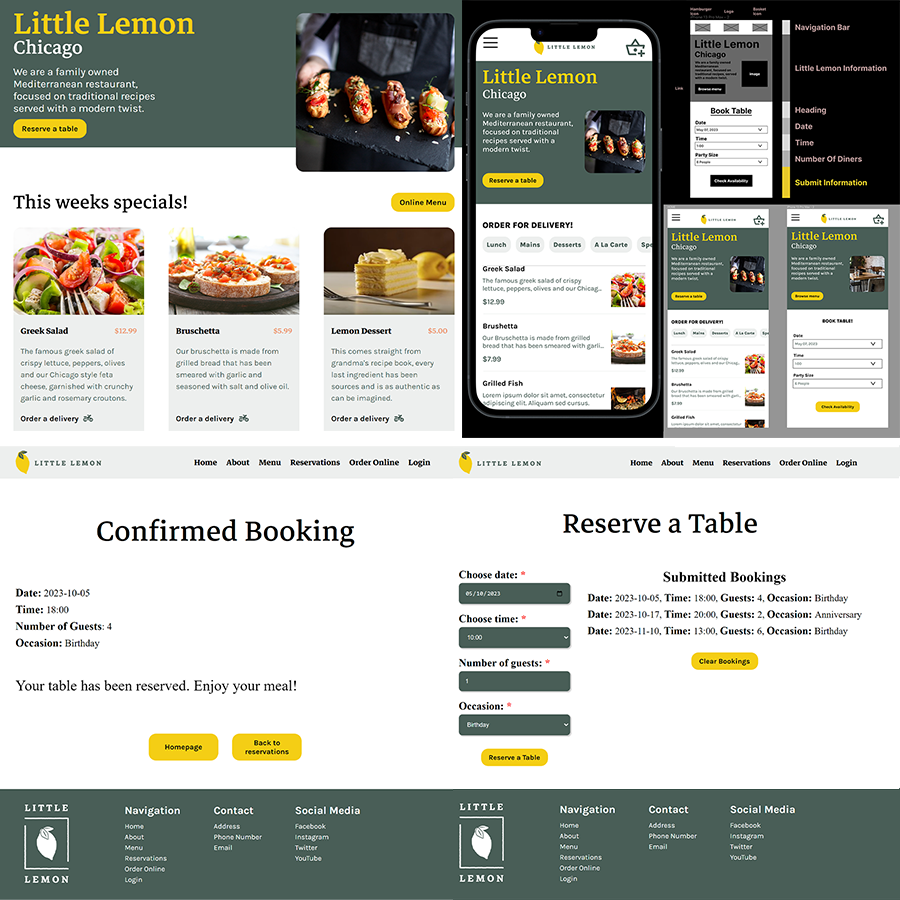 Little Lemon
Chicago
We are a family owned
Mediterranean restaurant,
focused on traditional recipes
served with a modern twist.
Reserve a table
This weeks specials!
Online Menu
Greek Salad
$12.99
The famous greek salad of
crispy lettuce, peppers, olives
and our Chicago style feta
cheese, garnished with crunchy
garlic and rosemary croutons.
Order a delivery
Bruschetta
$5.99
Our bruschetta is made from
grilled bread that has been
smeared with garlic and
seasoned with salt and olive oil.
Order a delivery
Lemon Dessert
$5.00
This comes straight from
grandma's recipe book, every
last ingredient has been
sources and is as authentic as
can be imagined.
Order a delivery
LITTLE LEMON
Little Lemon
Chicago
We are a family owned
Mediterranean restaurant,
focused on traditional
recipes served with a
modern twist.
Reserve a table
ORDER FOR DELIVERY!
Lunch
Mains
Desserts
A La Carte
Spe
Greek Salad
The famous greek salad of crispy
lettuce, peppers, olives and our Chicag...
$12.99
Brushetta
Our Bruschetta is made from grilled
bread that has been smeared with garli...
$7.99
Grilled Fish
Lorem ipsum dolor sit amet, consectetur
adipiscing elit. Aliquam sed cursus.
Hamburger
Icon
Logo
Basket
Icon
Little Lemon
Chicago
We are a family owned
Mediterranean restaurant,
focused on traditional
recipes, served with a
modern twist.
Image
Browse menu
Link
Book Table
Date
May 07, 2023
Time
1:00
Party Size
6 People
Check Availability
Navigation Bar
Little Lemon Information
Heading
Date
Time
Number Of Diners
Submit Information
LITTLE LEMON
Little Lemon
Chicago
We are a family owned
Mediterranean restaurant,
focused on traditional
recipes served with a
modern twist.
Reserve a table
ORDER FOR DELIVERY!
Lunch
Mains
Desserts
A La Carte
Spe
Greek Salad
The famous greek salad of crispy
lettuce, peppers, olives and our Chicag...
$12.99
Brushetta
Our Bruschetta is made from grilled
bread that has been smeared with garli...
$7.99
Grilled Fish
Lorem ipsum dolor sit amet, consectetur
LITTLE LEMON
Little Lemon
Chicago
We are a family owned
Mediterranean restaurant,
focused on traditional
recipes served with a
modern twist.
Browse menu
BOOK TABLE!
Date
May 07, 2023
Time
1:00
Party Size
6 People
Check Availability
LITTLE LEMON
Home
About
Menu
Reservations
Order Online
Login
Confirmed Booking
Date: 2023-10-05
Time: 18:00
Number of Guests: 4
Occasion: Birthday
Your table has been reserved. Enjoy your meal!
Homepage
Back to
reservations
LITTLE
LEMON
Navigation
Home
About
Menu
Reservations
Order Online
Login
Contact
Address
Phone Number
Email
Social Media
Facebook
Instagram
Twitter
YouTube
LITTLE LEMON
Home
About
Menu
Reservations
Order Online
Login
Reserve a Table
Choose date: *
05/10/2023
Choose time: *
10:00
Number of guests: *
1
Occasion: *
Birthday
Reserve a Table
Submitted Bookings
Date: 2023-10-05, Time: 18:00, Guests: 4, Occasion: Birthday
Date: 2023-10-17, Time: 20:00, Guests: 2, Occasion: Anniversary
Date: 2023-11-10, Time: 13:00, Guests: 6, Occasion: Birthday
Clear Bookings
LITTLE
LEMON
Navigation
Home
About
Menu
Reservations
Order Online
Login
Contact
Address
Phone Number
Email
Social Media
Facebook
Instagram
Twitter
YouTube